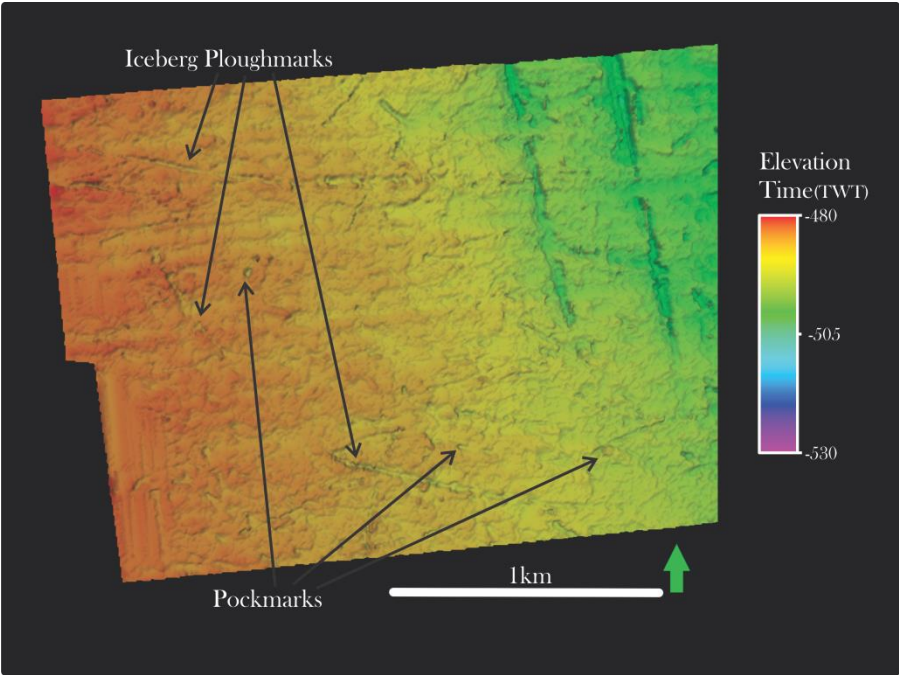 Iceberg Ploughmarks
Elevation
Time(TWT)
-480
-505
-530
1km
Pockmarks